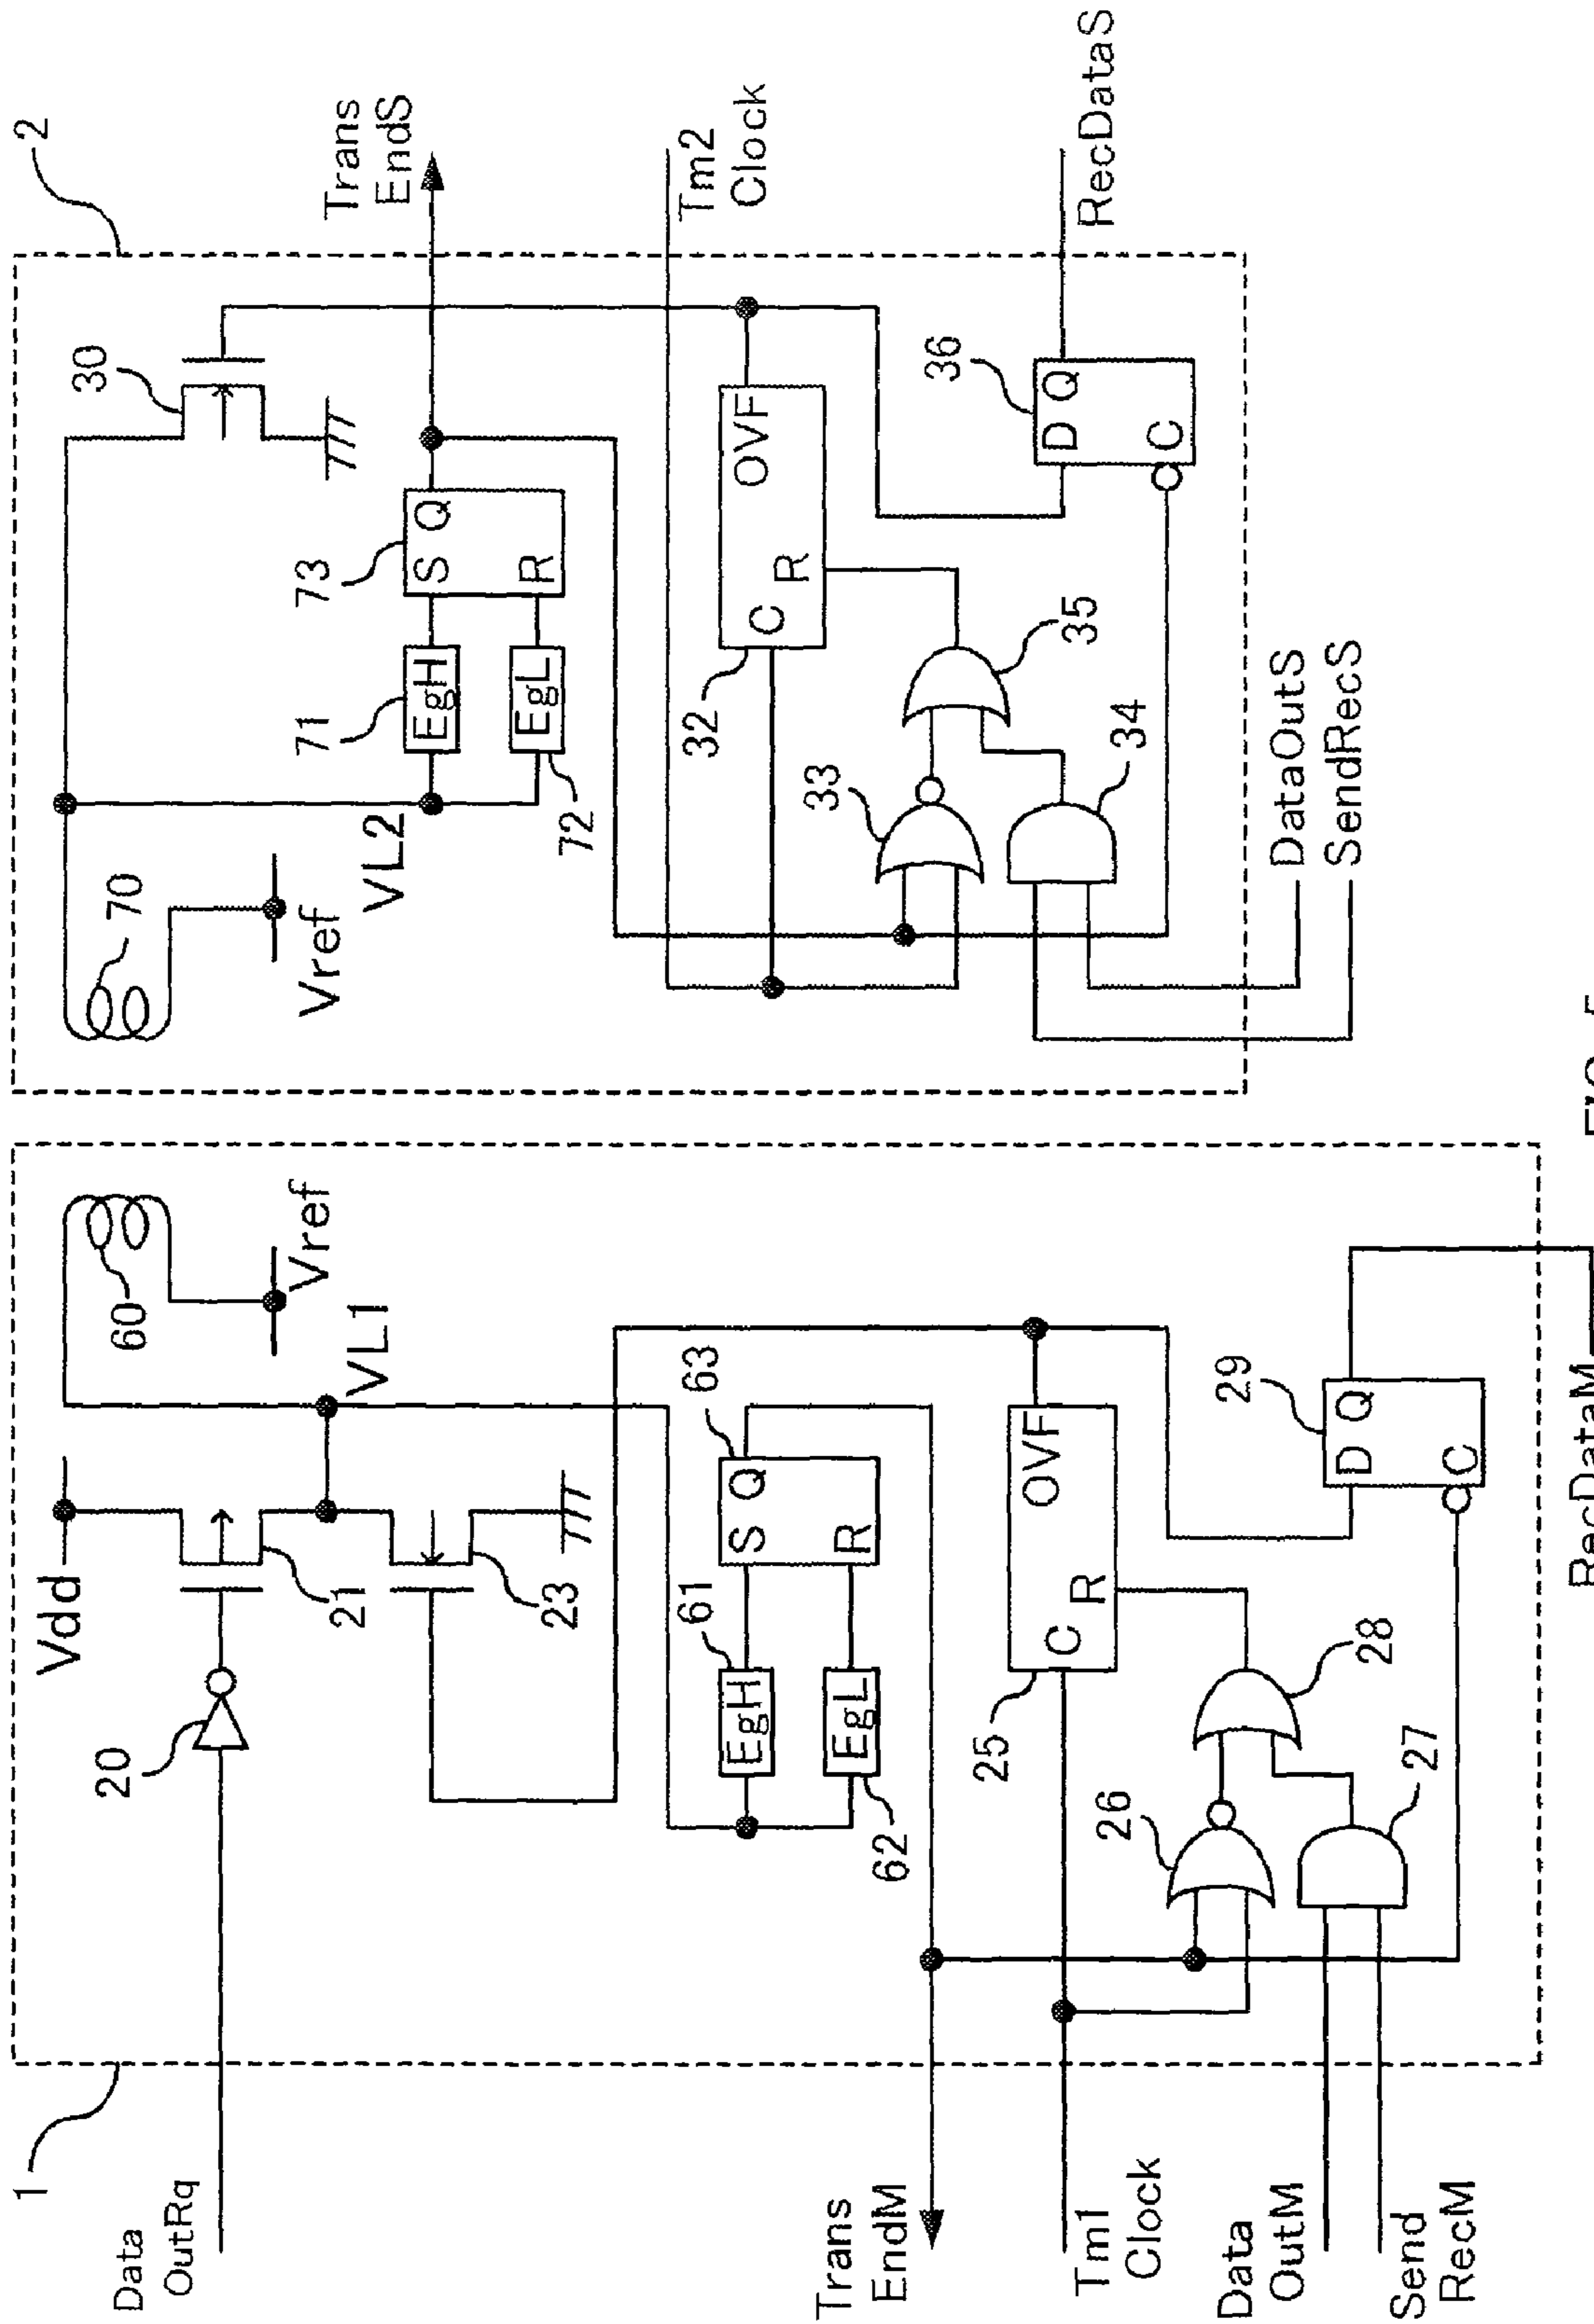 1
Data
OutRq
Vdd
20
21
23
VL1
60
Vref
61
EgH
62
EgL
63
S Q
R
Trans
EndM
Tm1
Clock
25
C
R
OVF
26
27
28
29
D Q
C
Data
OutM
Send
RecM
RecDataM
2
70
Vref
VL2
30
71
EgH
72
EgL
73
S Q
R
Trans
EndS
Tm2
Clock
32
C
R
OVF
33
34
35
36
D Q
C
RecDataS
DataOutS
SendRecS